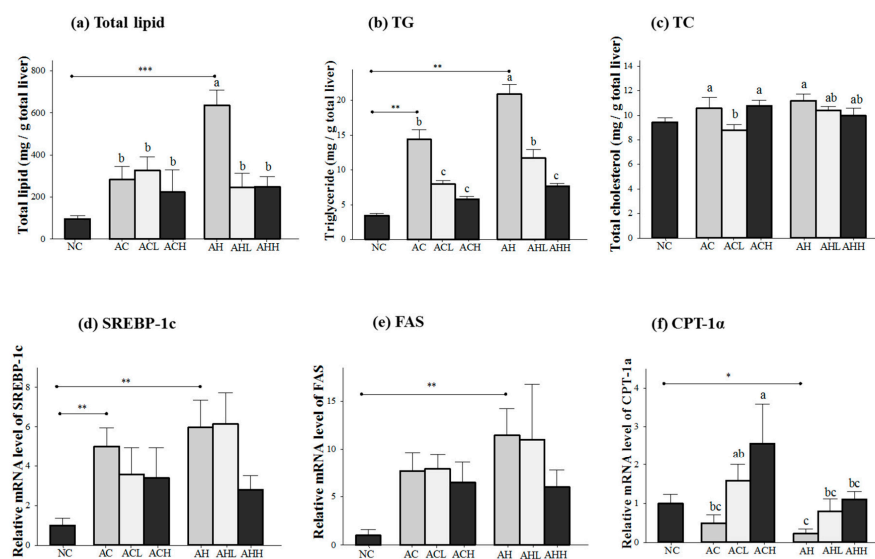 (a) Total lipid
Total lipid (mg / g total liver)
800
600
400
200
0
***
b b b a b b
NC AC ACL ACH AH AHL AHH
(b) TG
Triglyceride (mg / g total liver)
20
15
10
5
0
**
**
b c c a b c
NC AC ACL ACH AH AHL AHH
(c) TC
Total cholesterol (mg / g total liver)
14
12
10
8
6
4
2
0
a b a a ab ab
NC AC ACL ACH AH AHL AHH
(d) SREBP-1c
Relative mRNA level of SREBP-1c
8
6
4
2
0
**
**
NC AC ACL ACH AH AHL AHH
(e) FAS
Relative mRNA level of FAS
15
10
5
0
**
NC AC ACL ACH AH AHL AHH
(f) CPT-1α
Relative mRNA level of CPT-1a
4
3
2
1
0
*
bc ab a c bc bc
NC AC ACL ACH AH AHL AHH